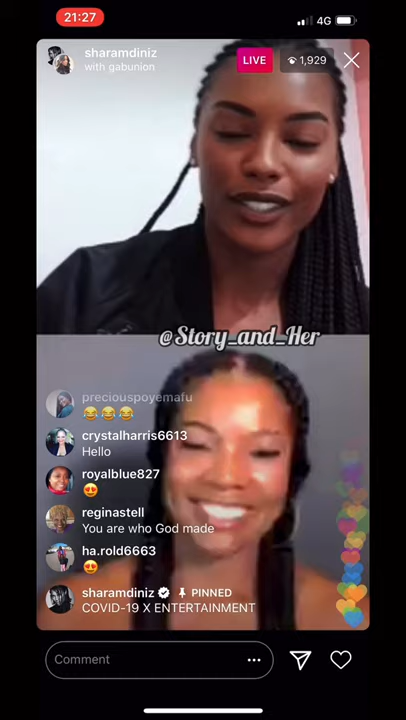 21:27
4G
sharamdiniz
with gabunion
LIVE
1,929
@Story_and_Her
preciouspoyemafu
😂😂😂
crystalharris6613
Hello
royalblue827
😍
reginastell
You are who God made
ha.rold6663
😍
sharamdiniz PINNED
COVID-19 X ENTERTAINMENT
Comment